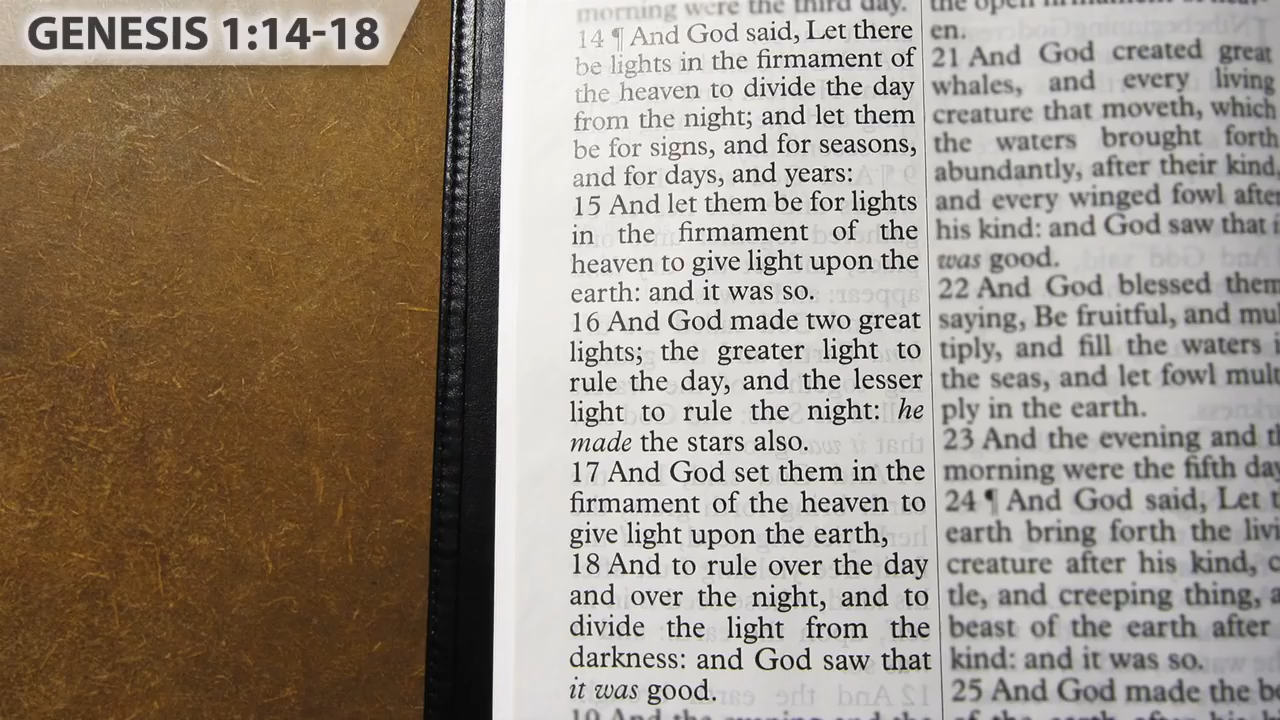 GENESIS 1:14-18
morning were the third day.
14 ¶ And God said, Let there
be lights in the firmament of
the heaven to divide the day
from the night; and let them
be for signs, and for seasons,
and for days, and years:
15 And let them be for lights
in the firmament of the
heaven to give light upon the
earth: and it was so.
16 And God made two great
lights; the greater light to
rule the day, and the lesser
light to rule the night: he
made the stars also.
17 And God set them in the
firmament of the heaven to
give light upon the earth,
18 And to rule over the day
and over the night, and to
divide the light from the
darkness: and God saw that
it was good.
the open firmament of
en.
21 And God created great
whales, and every living
creature that moveth, which
the waters brought forth
abundantly, after their kind,
and every winged fowl after
his kind: and God saw that
was good.
22 And God blessed them
saying, Be fruitful, and mul
tiply, and fill the waters
the seas, and let fowl mult
ply in the earth.
23 And the evening and
morning were the fifth day
24 ¶ And God said, Let
earth bring forth the livi
creature after his kind,
tle, and creeping thing,
beast of the earth after
kind: and it was so.
25 And God made the